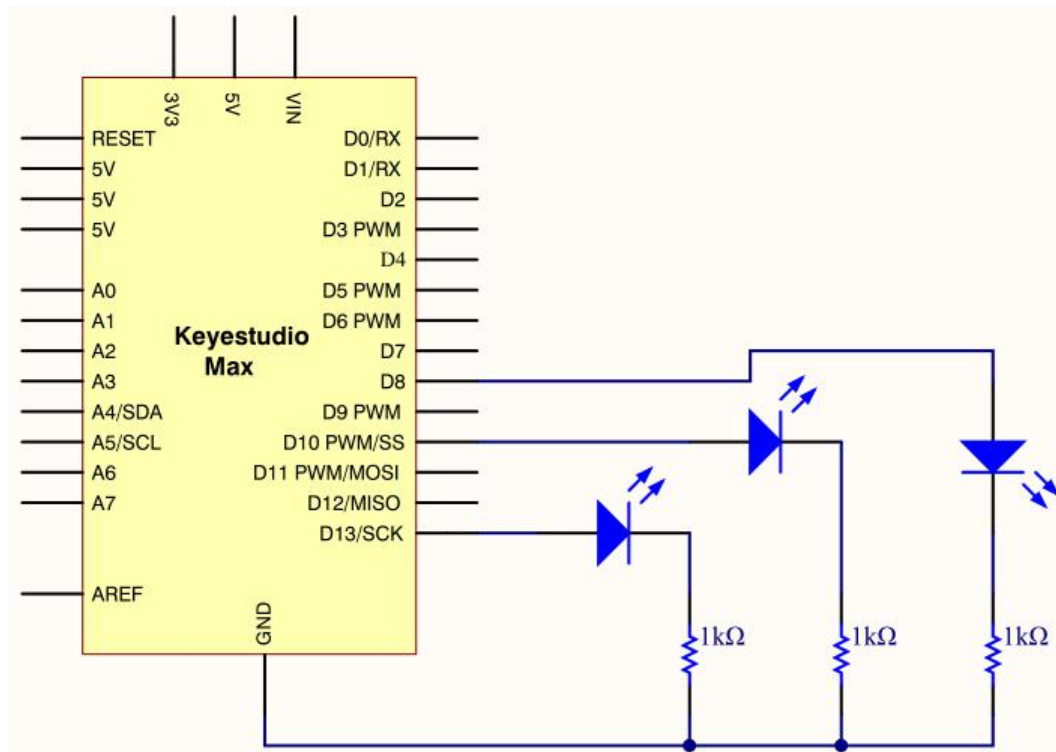 3V3
5V
VIN
RESET
5V
5V
5V
A0
A1
A2
A3
A4/SDA
A5/SCL
A6
A7
AREF
Keyestudio
Max
D0/RX
D1/RX
D2
D3 PWM
D4
D5 PWM
D6 PWM
D7
D8
D9 PWM
D10 PWM/SS
D11 PWM/MOSI
D12/MISO
D13/SCK
GND
1kΩ
1kΩ
1kΩ